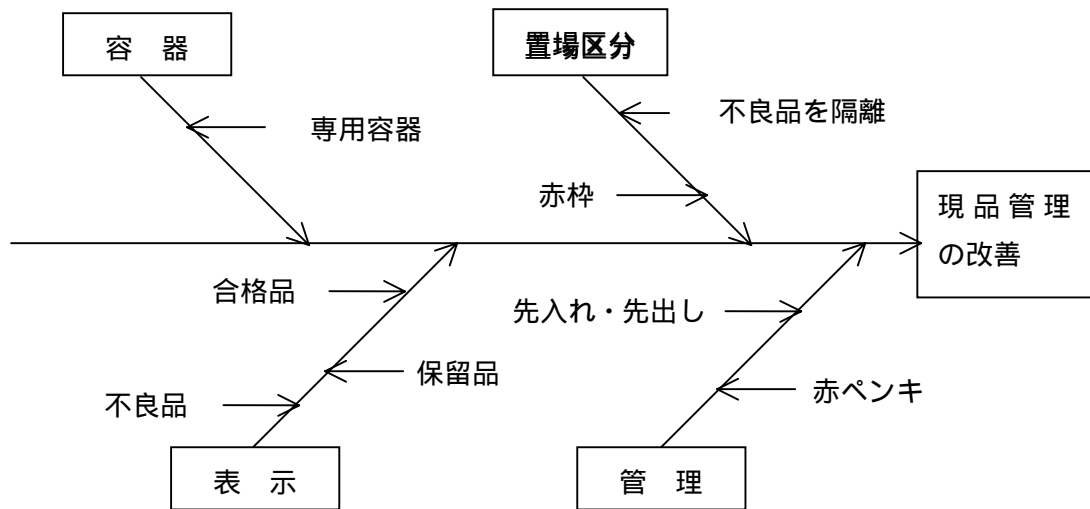 容　器
置場区分
専用容器
不良品を隔離
赤枠
現 品 管 理
の改善
合格品
先入れ・先出し
保留品
赤ペンキ
不良品
表　示
管　理